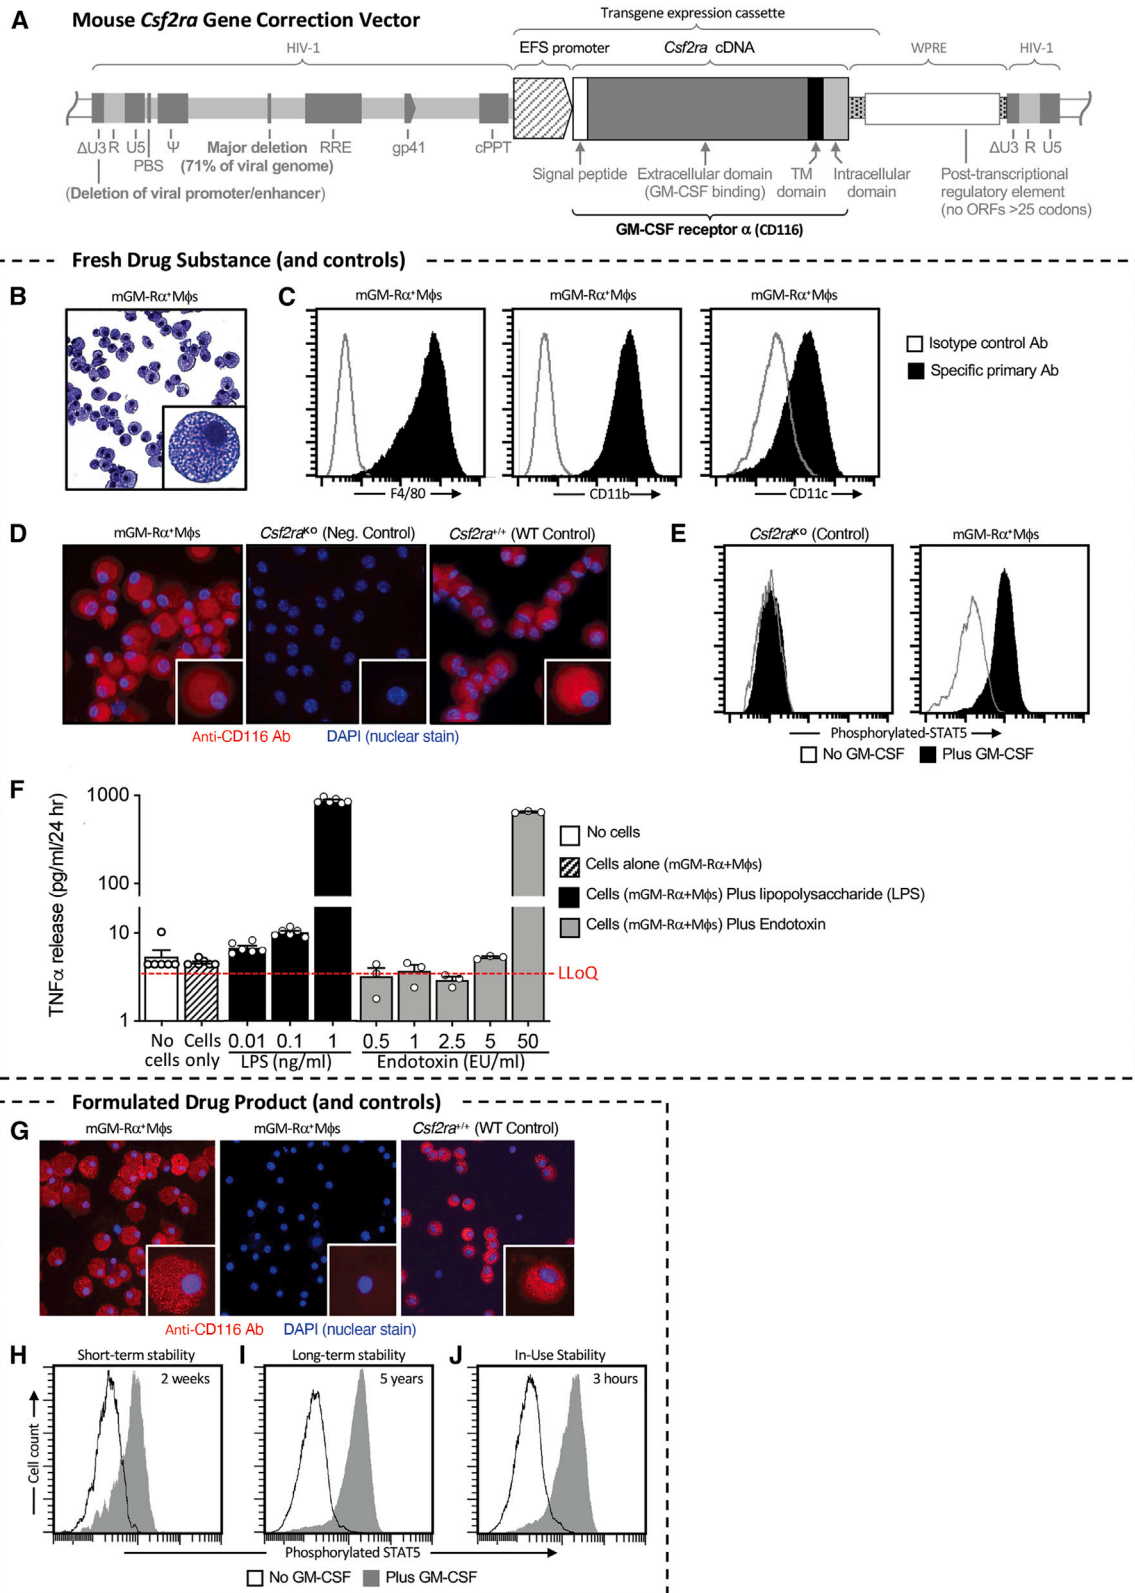 A Mouse Csf2ra Gene Correction Vector
Transgene expression cassette
HIV-1 EFS promoter Csf2ra cDNA WPRE HIV-1
ΔU3 R U5 Ψ Major deletion RRE gp41 cPPT ΔU3 R U5
PBS (71% of viral genome)
(Deletion of viral promoter/enhancer)
Signal peptide Extracellular domain TM Intracellular Post-transcriptional
(GM-CSF binding) domain domain regulatory element
(no ORFs >25 codons)
GM-CSF receptor α (CD116)
Fresh Drug Substance (and controls)
B mGM-Rα⁺Mϕs
C mGM-Rα⁺Mϕs mGM-Rα⁺Mϕs mGM-Rα⁺Mϕs
Isotype control Ab
Specific primary Ab
F4/80 CD11b CD11c
D mGM-Rα⁺Mϕs Csf2raᴷᴼ (Neg. Control) Csf2ra⁺/⁺ (WT Control)
Anti-CD116 Ab DAPI (nuclear stain)
E Csf2raᴷᴼ (Control) mGM-Rα⁺Mϕs
Phosphorylated-STAT5
No GM-CSF Plus GM-CSF
F
TNFα release (pg/ml/24 hr)
1000
100
10
1
LLoQ
No cells
Cells alone (mGM-Rα+Mϕs)
Cells (mGM-Rα+Mϕs) Plus lipopolysaccharide (LPS)
Cells (mGM-Rα+Mϕs) Plus Endotoxin
No Cells 0.01 0.1 1 0.5 1 2.5 5 50
cells only LPS (ng/ml) Endotoxin (EU/ml)
Formulated Drug Product (and controls)
G mGM-Rα⁺Mϕs mGM-Rα⁺Mϕs Csf2ra⁺/⁺ (WT Control)
Anti-CD116 Ab DAPI (nuclear stain)
H Short-term stability I Long-term stability J In-Use Stability
2 weeks 5 years 3 hours
Cell count
Phosphorylated STAT5
No GM-CSF Plus GM-CSF